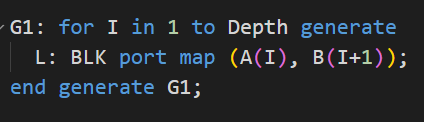 G1: for I in 1 to Depth generate
L: BLK port map (A(I), B(I+1));
end generate G1;